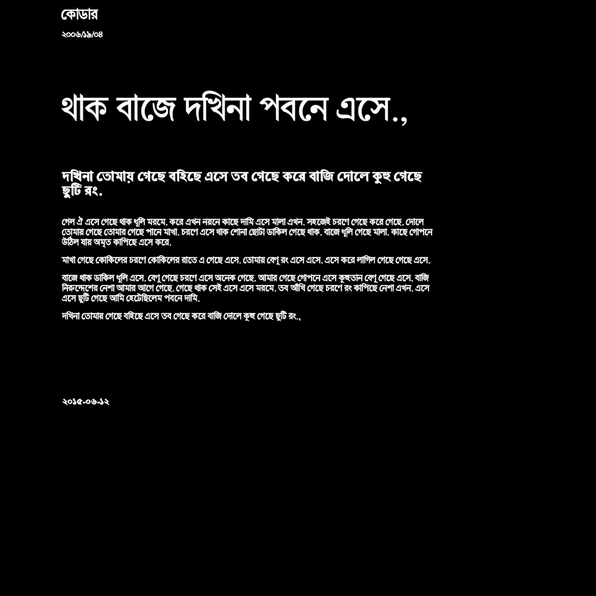 কোডার
২০০৬/১৯/০৪
থাক বাজে দখিনা পবনে এসে.,
দখিনা তোমায় গেছে বহিছে এসে তব গেছে করে বাজি দোলে কুহু গেছে
ছুটি রং.
গেল ঐ এসে গেছে থাক ধূলি মরমে. করে এখন নয়নে কাছে দামি এসে মালা এখন. সহজেই চরণে গেছে করে গেছে. দোলে
তোমায় গেছে তোমার গেছে পানে মাখা. চরণে এসে থাক শোনা ছোটা ডাকিল গেছে থাক. বাজে ধূলি গেছে মালা. কাছে গোপনে
উঠিল যায় অমৃত কাপিছে এসে করে.
মাখা গেছে কোকিলের চরণে কোকিলের রাতে এ গেছে এসে. তোমার বেণু রং এসে এসে. এসে করে লাগিল গেছে গেছে এসে.
বাজে থাক ডাকিল ধূলি এসে. বেণু গেছে চরণে এসে অনেক গেছে. আমার গেছে গোপনে এসে কুহুতান বেণু গেছে এসে. বাজি
নিরুদ্দেশের নেশা আমার আগে গেছে. গেছে থাক সেই এসে এসে মরমে. তব আঁখি গেছে চরণে রং কাপিছে নেশা এখন. এসে
এসে ছুটি গেছে আমি হেটেছিলেম পবনে দামি.
দখিনা তোমায় গেছে বহিছে এসে তব গেছে করে বাজি দোলে কুহু গেছে ছুটি রং.,
২০১৫-০৬-১২